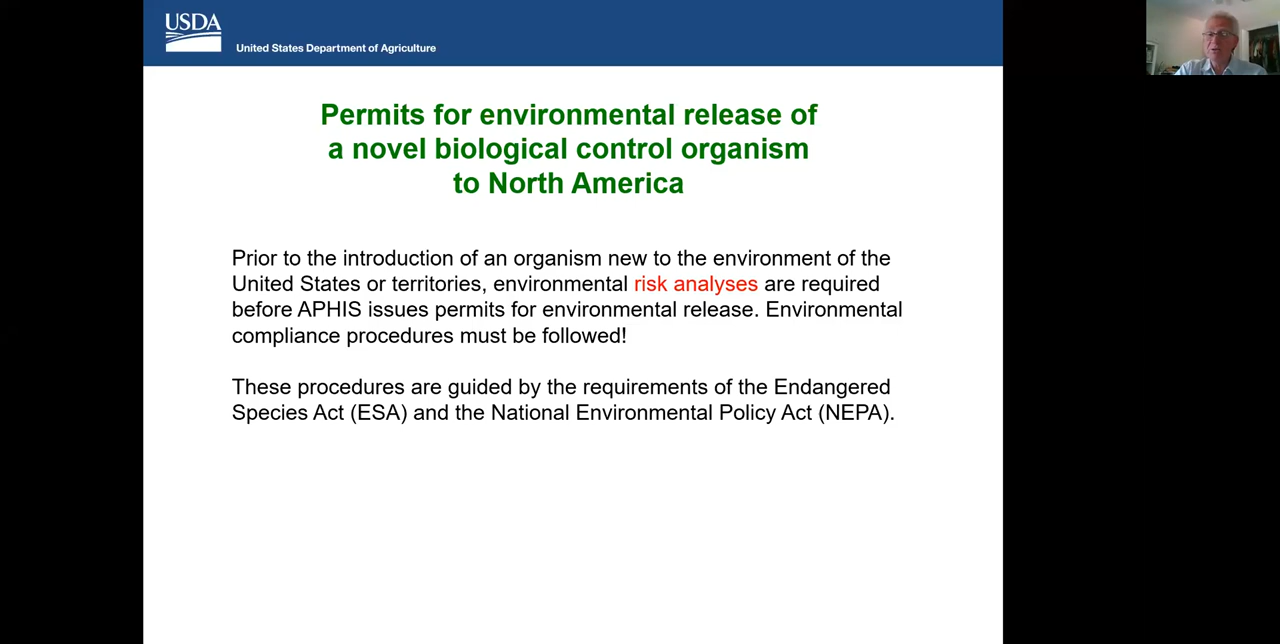 USDA
United States Department of Agriculture
Permits for environmental release of
a novel biological control organism
to North America
Prior to the introduction of an organism new to the environment of the
United States or territories, environmental risk analyses are required
before APHIS issues permits for environmental release. Environmental
compliance procedures must be followed!
These procedures are guided by the requirements of the Endangered
Species Act (ESA) and the National Environmental Policy Act (NEPA).